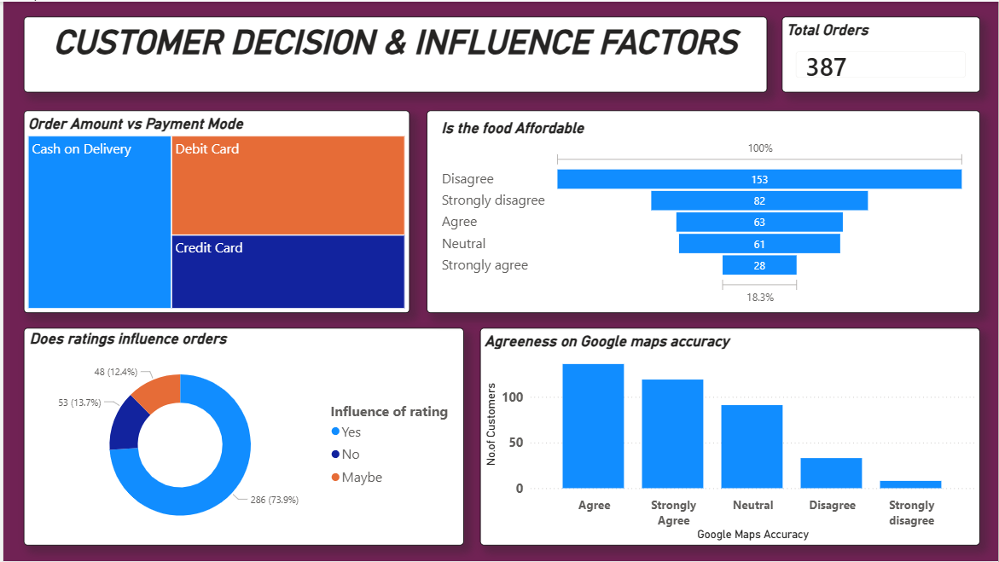 CUSTOMER DECISION & INFLUENCE FACTORS
Total Orders
387
Order Amount vs Payment Mode
Cash on Delivery
Debit Card
Credit Card
Is the food Affordable
100%
Disagree 153
Strongly disagree 82
Agree 63
Neutral 61
Strongly agree 28
18.3%
Does ratings influence orders
48 (12.4%)
53 (13.7%)
286 (73.9%)
Influence of rating
Yes
No
Maybe
Agreeness on Google maps accuracy
No.of Customers
100
50
0
Agree
Strongly
Agree
Neutral
Disagree
Strongly
disagree
Google Maps Accuracy